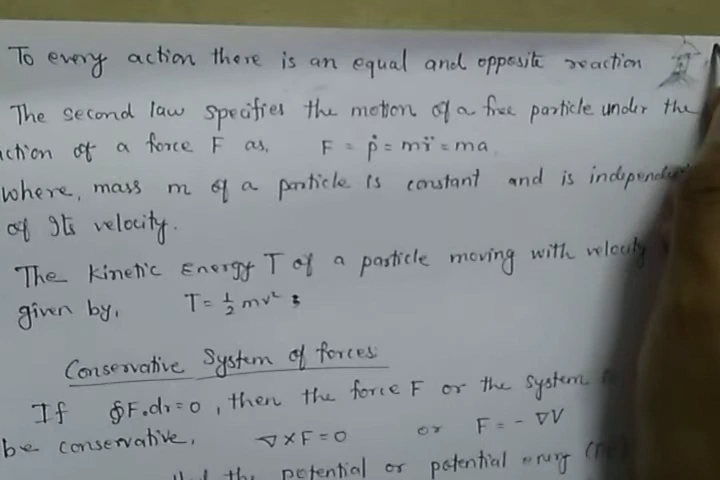 To every action there is an equal and opposite reaction
The second law specifies the motion of a free particle under the
action of a force F as, F = ṗ = mr̈ = ma
where, mass m of a particle is constant and is
of its velocity.
The Kinetic Energy T of a particle moving with velocity
given by, T = ½ mv² ;
Conservative System of forces:
If ∮F.dr = 0, then the force F or the system
be conservative, ∇×F = 0 or F = - ∇V
the potential or potential energy